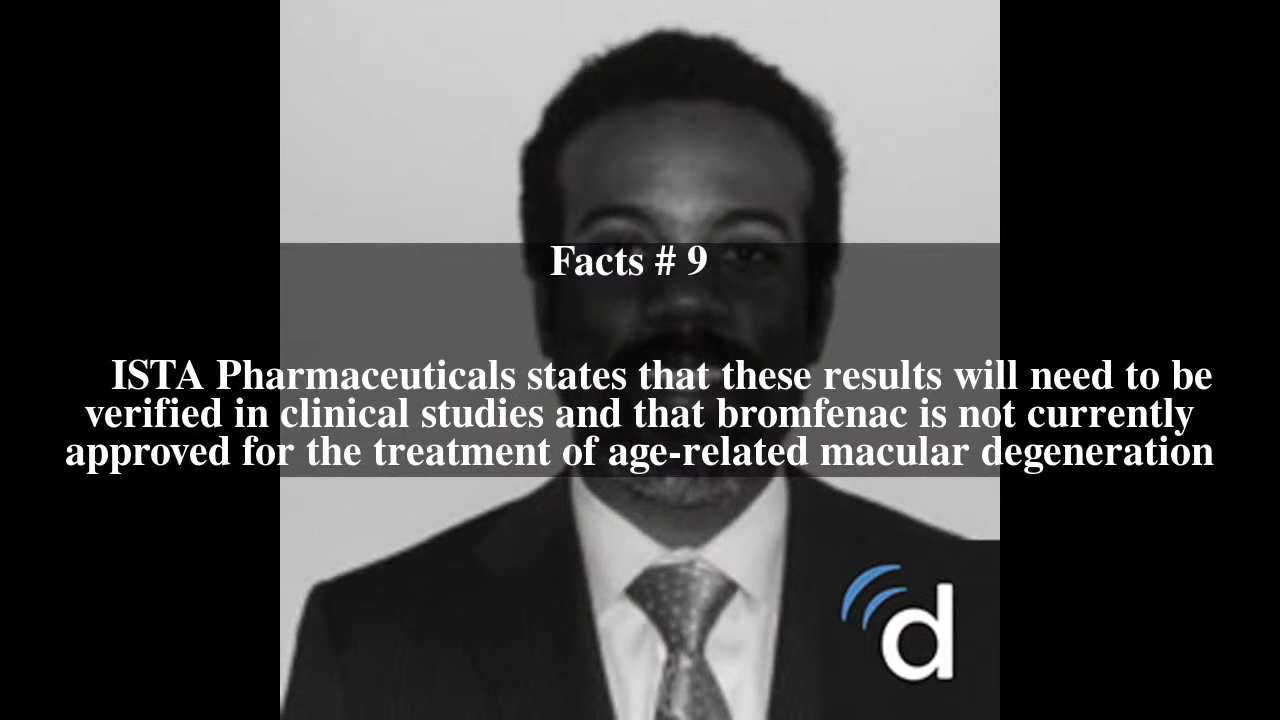 Facts # 9
ISTA Pharmaceuticals states that these results will need to be
verified in clinical studies and that bromfenac is not currently
approved for the treatment of age-related macular degeneration
d